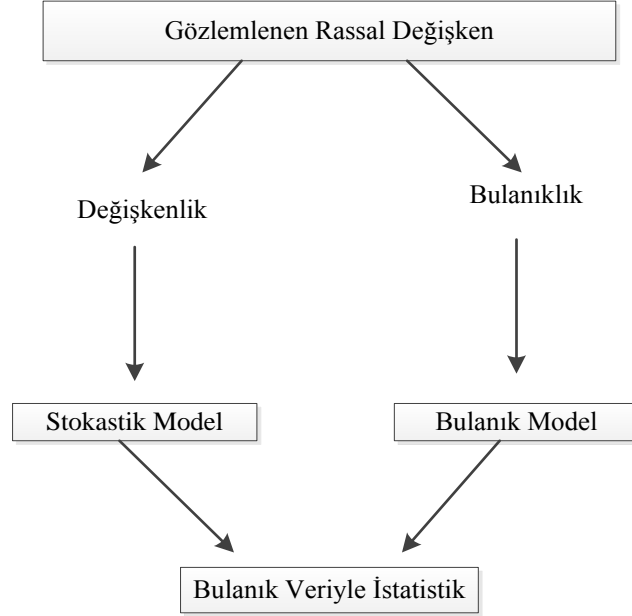 Gözlemlenen Rassal Değişken
Değişkenlik
Bulanıklık
Stokastik Model
Bulanık Model
Bulanık Veriyle İstatistik